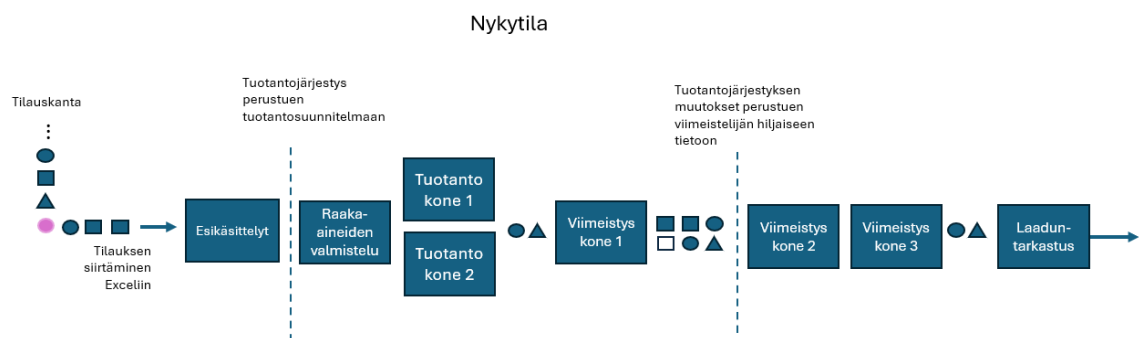 Nykytila
Tilauskanta
⋮
Tilauksen
siirtäminen
Exceliin
Esikäsittelyt
Tuotantojärjestys
perustuen
tuotantosuunnitelmaan
Raaka-
aineiden
valmistelu
Tuotanto
kone 1
Tuotanto
kone 2
Viimeistys
kone 1
Tuotantojärjestyksen
muutokset perustuen
viimeistelijän hiljaiseen
tietoon
Viimeistys
kone 2
Viimeistys
kone 3
Laadun-
tarkastus